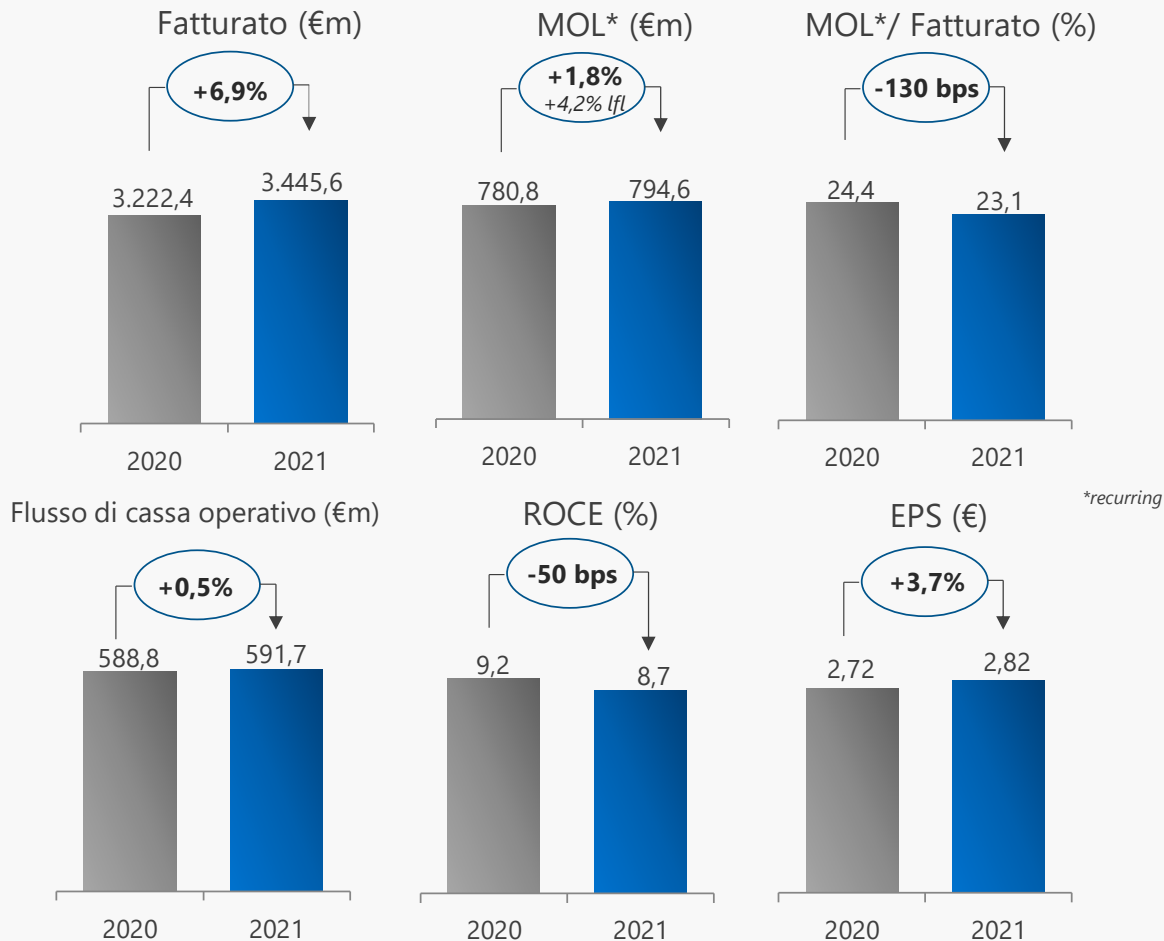 Fatturato (€m)
+6,9%
3.222,4
3.445,6
2020
2021
MOL* (€m)
+1,8%
+4,2% lfl
780,8
794,6
2020
2021
MOL*/ Fatturato (%)
-130 bps
24,4
23,1
2020
2021
*recurring
Flusso di cassa operativo (€m)
+0,5%
588,8
591,7
2020
2021
ROCE (%)
-50 bps
9,2
8,7
2020
2021
EPS (€)
+3,7%
2,72
2,82
2020
2021